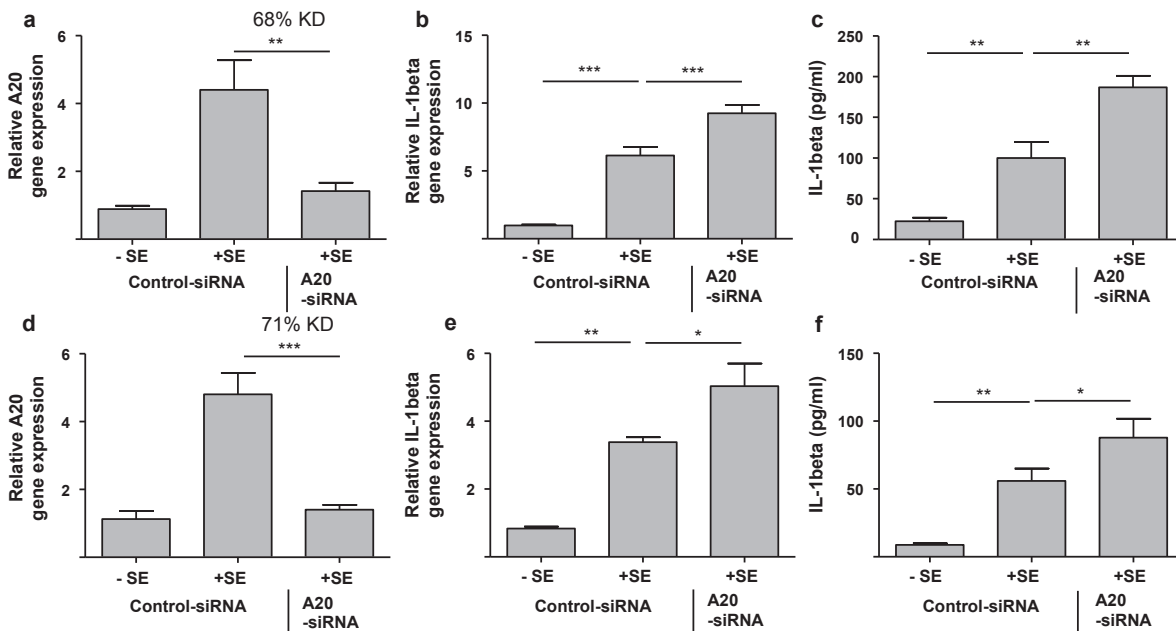 a
68% KD
**
Relative A20
gene expression
6
4
2
- SE
+SE
+SE
Control-siRNA
A20
-siRNA
b
***
***
Relative IL-1beta
gene expression
15
10
5
- SE
+SE
+SE
Control-siRNA
A20
-siRNA
c
**
**
IL-1beta (pg/ml)
250
200
150
100
50
0
- SE
+SE
+SE
Control-siRNA
A20
-siRNA
d
71% KD
***
Relative A20
gene expression
6
4
2
- SE
+SE
+SE
Control-siRNA
A20
-siRNA
e
**
*
Relative IL-1beta
gene expression
6
4
2
- SE
+SE
+SE
Control-siRNA
A20
-siRNA
f
**
*
IL-1beta (pg/ml)
150
100
50
- SE
+SE
+SE
Control-siRNA
A20
-siRNA